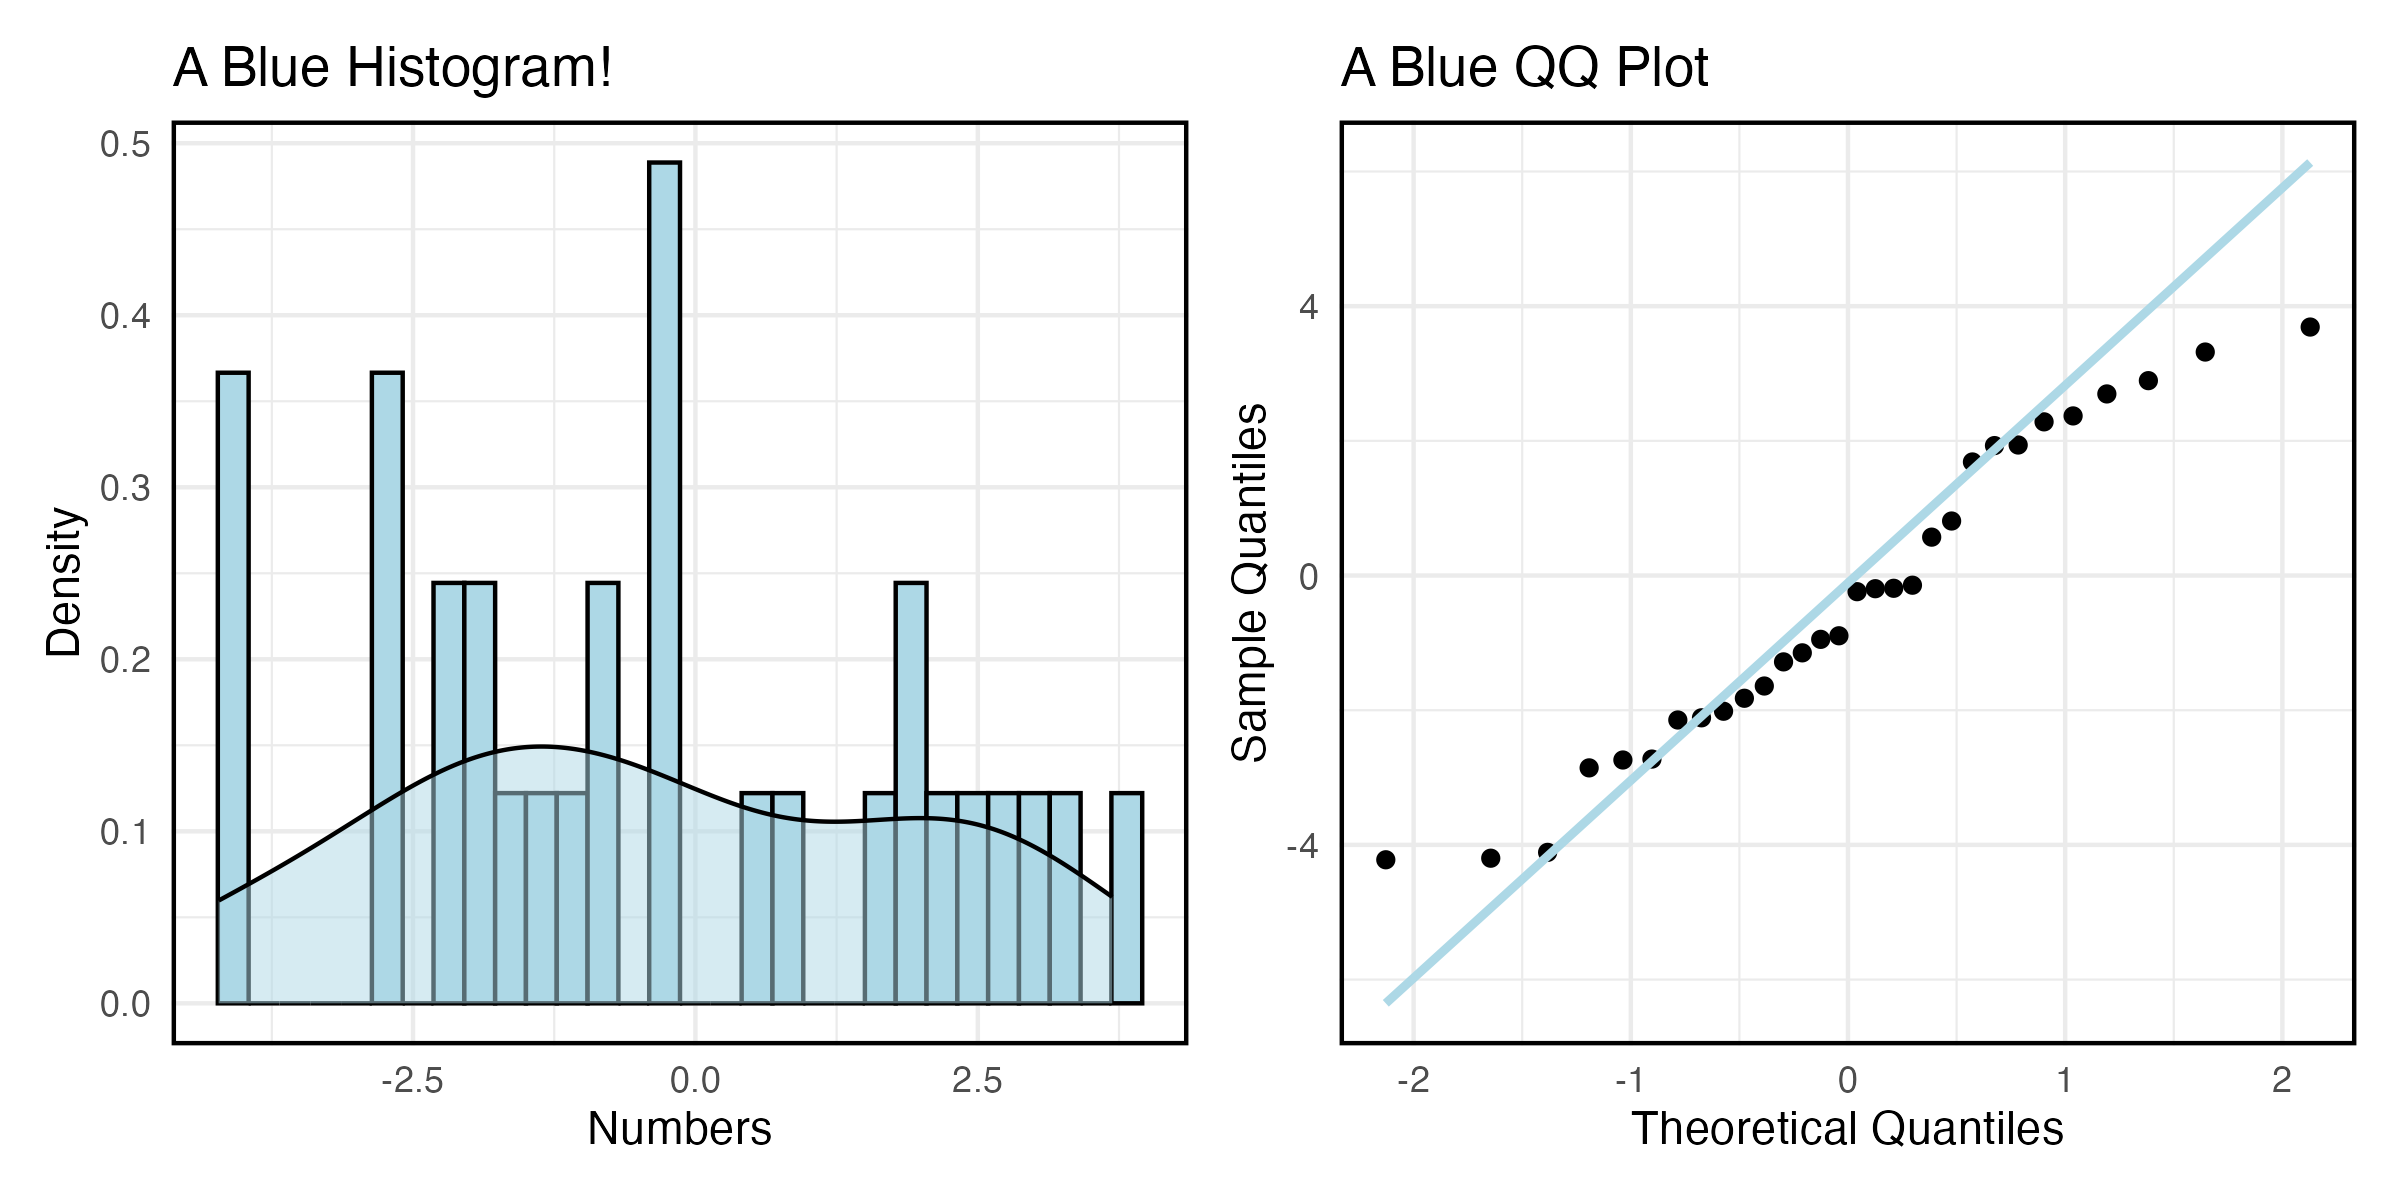 A Blue Histogram!
0.5
0.4
0.3
0.2
0.1
0.0
Density
-2.5 0.0 2.5
Numbers
A Blue QQ Plot
4
0
-4
Sample Quantiles
-2 -1 0 1 2
Theoretical Quantiles